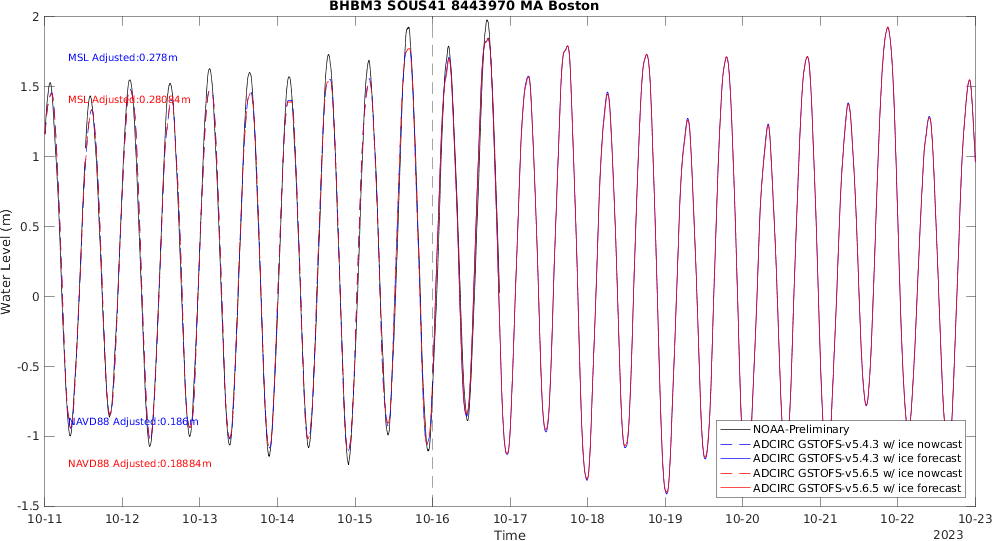 BHBM3 SOUS41 8443970 MA Boston
2
1.5
1
0.5
0
-0.5
-1
-1.5
Water Level (m)
MSL Adjusted:0.278m
MSL Adjusted:0.28084m
NAVD88 Adjusted:0.186m
NAVD88 Adjusted:0.18884m
NOAA-Preliminary
ADCIRC GSTOFS-v5.4.3 w/ ice nowcast
ADCIRC GSTOFS-v5.4.3 w/ ice forecast
ADCIRC GSTOFS-v5.6.5 w/ ice nowcast
ADCIRC GSTOFS-v5.6.5 w/ ice forecast
10-11 10-12 10-13 10-14 10-15 10-16 10-17 10-18 10-19 10-20 10-21 10-22 10-23
Time
2023